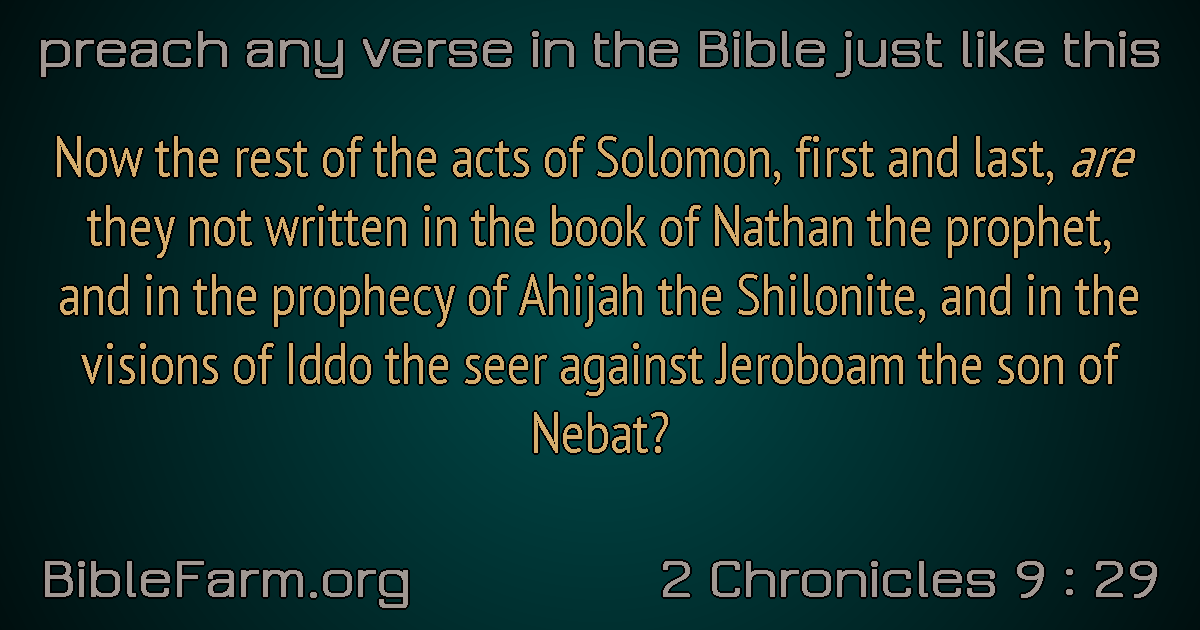 preach any verse in the Bible just like this
Now the rest of the acts of Solomon, first and last, are
they not written in the book of Nathan the prophet,
and in the prophecy of Ahijah the Shilonite, and in the
visions of Iddo the seer against Jeroboam the son of
Nebat?
BibleFarm.org
2 Chronicles 9 : 29